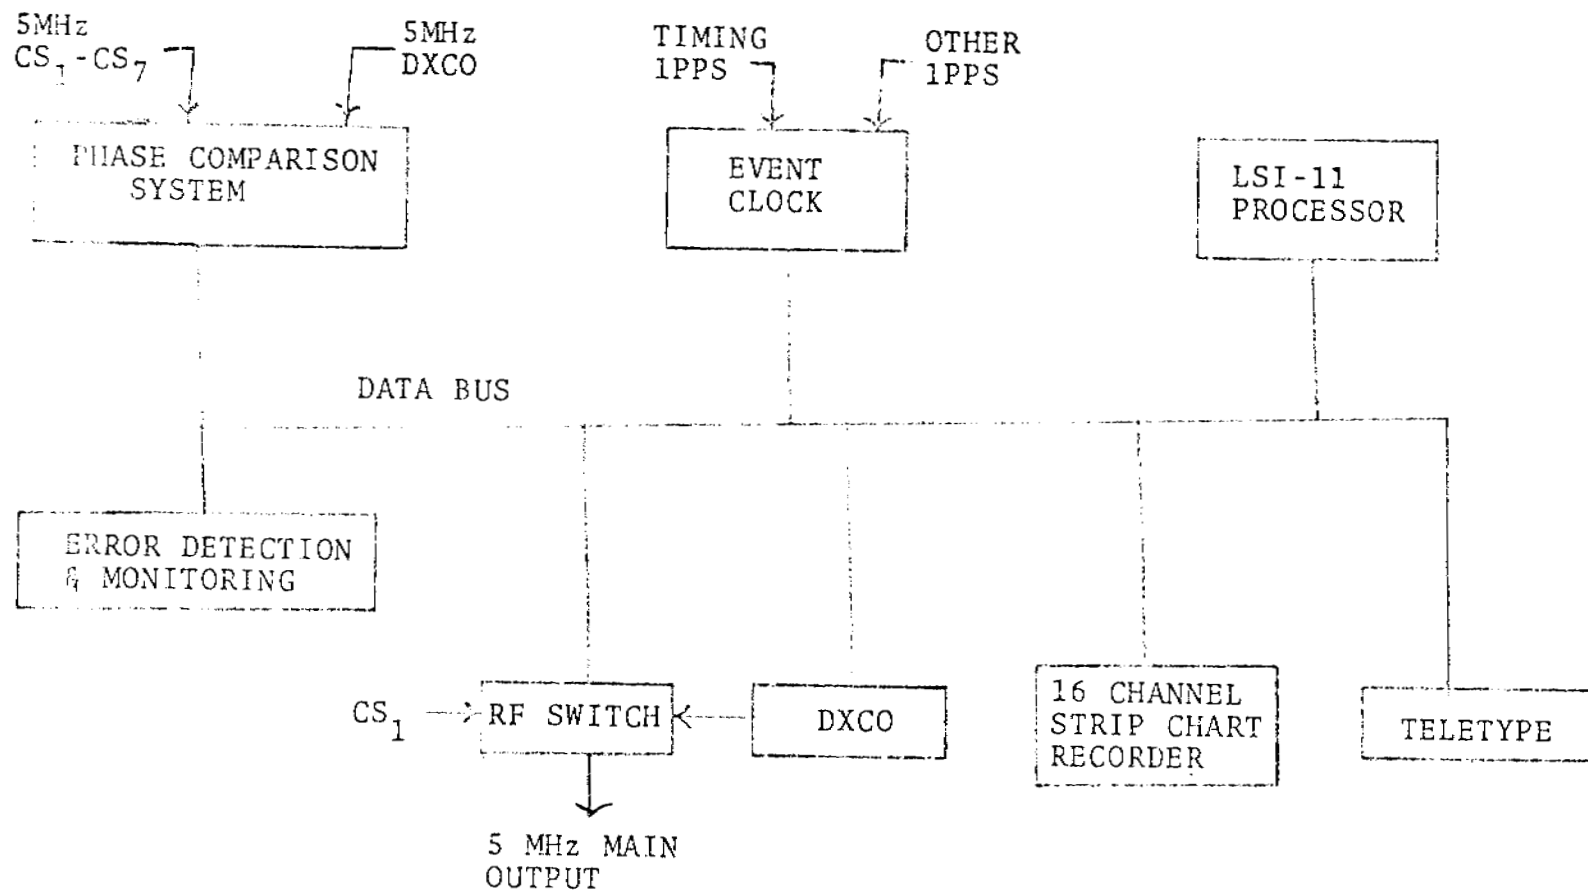 5MHz
CS1-CS7
5MHz
DXCO
TIMING
1PPS
OTHER
1PPS
PHASE COMPARISON
SYSTEM
EVENT
CLOCK
LSI-11
PROCESSOR
DATA BUS
ERROR DETECTION
& MONITORING
CS1
RF SWITCH
DXCO
16 CHANNEL
STRIP CHART
RECORDER
TELETYPE
5 MHz MAIN
OUTPUT